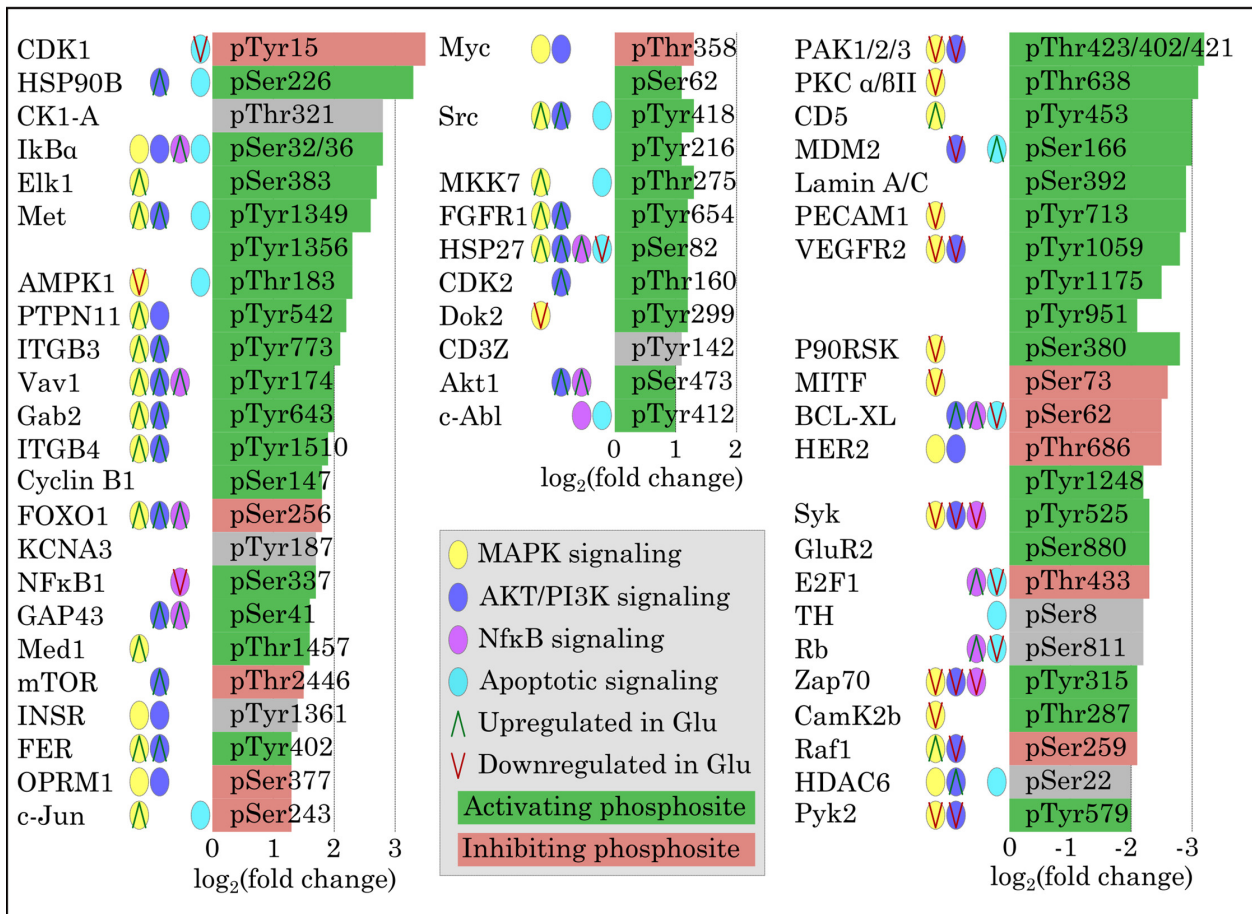 CDK1 pTyr15
HSP90B pSer226
CK1-A pThr321
IkBα pSer32/36
Elk1 pSer383
Met pTyr1349
pTyr1356
AMPK1 pThr183
PTPN11 pTyr542
ITGB3 pTyr773
Vav1 pTyr174
Gab2 pTyr643
ITGB4 pTyr1510
Cyclin B1 pSer147
FOXO1 pSer256
KCNA3 pTyr187
NFκB1 pSer337
GAP43 pSer41
Med1 pThr1457
mTOR pThr2446
INSR pTyr1361
FER pTyr402
OPRM1 pSer377
c-Jun pSer243
0 1 2 3
log₂(fold change)
Myc pThr358
pSer62
Src pTyr418
pTyr216
MKK7 pThr275
FGFR1 pTyr654
HSP27 pSer82
CDK2 pThr160
Dok2 pTyr299
CD3Z pTyr142
Akt1 pSer473
c-Abl pTyr412
0 1 2
log₂(fold change)
MAPK signaling
AKT/PI3K signaling
NfκB signaling
Apoptotic signaling
Upregulated in Glu
Downregulated in Glu
Activating phosphosite
Inhibiting phosphosite
PAK1/2/3 pThr423/402/421
PKC α/βII pThr638
CD5 pTyr453
MDM2 pSer166
Lamin A/C pSer392
PECAM1 pTyr713
VEGFR2 pTyr1059
pTyr1175
pTyr951
P90RSK pSer380
MITF pSer73
BCL-XL pSer62
HER2 pThr686
pTyr1248
Syk pTyr525
GluR2 pSer880
E2F1 pThr433
TH pSer8
Rb pSer811
Zap70 pTyr315
CamK2b pThr287
Raf1 pSer259
HDAC6 pSer22
Pyk2 pTyr579
0 -1 -2 -3
log₂(fold change)